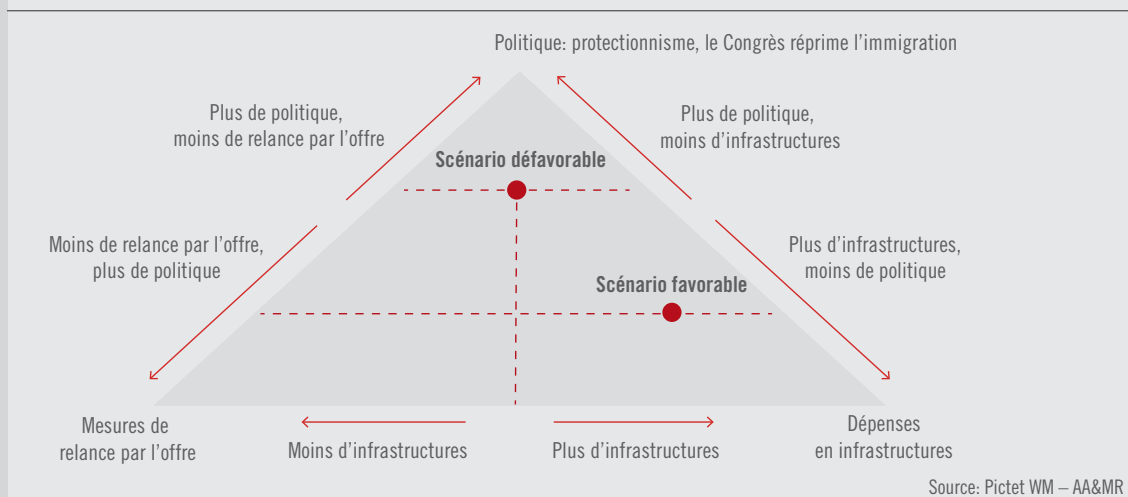 Politique: protectionnisme, le Congrès réprime l’immigration
Plus de politique,
moins de relance par l’offre
Plus de politique,
moins d’infrastructures
Scénario défavorable
Moins de relance par l’offre,
plus de politique
Plus d’infrastructures,
moins de politique
Scénario favorable
Mesures de
relance par l’offre
Moins d’infrastructures
Plus d’infrastructures
Dépenses
en infrastructures
Source: Pictet WM – AA&MR